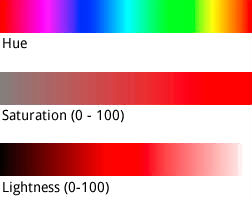 Hue
Saturation (0 - 100)
Lightness (0-100)